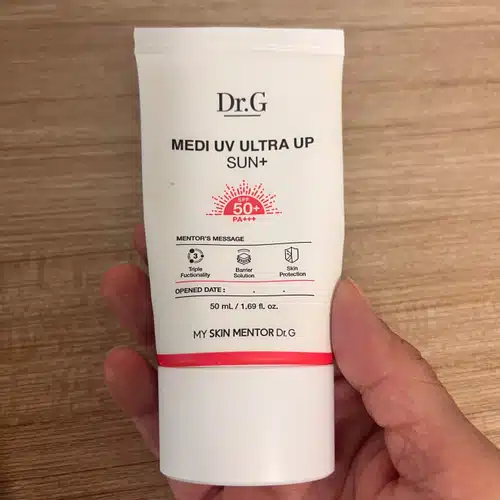 Dr.G
MEDI UV ULTRA UP
SUN+
SPF
50+
PA+++
MENTOR'S MESSAGE
3
Triple Barrier Skin
Fuctionality Solution Protection
OPENED DATE : . .
50 mL / 1.69 fl. oz.
MY SKIN MENTOR Dr.G